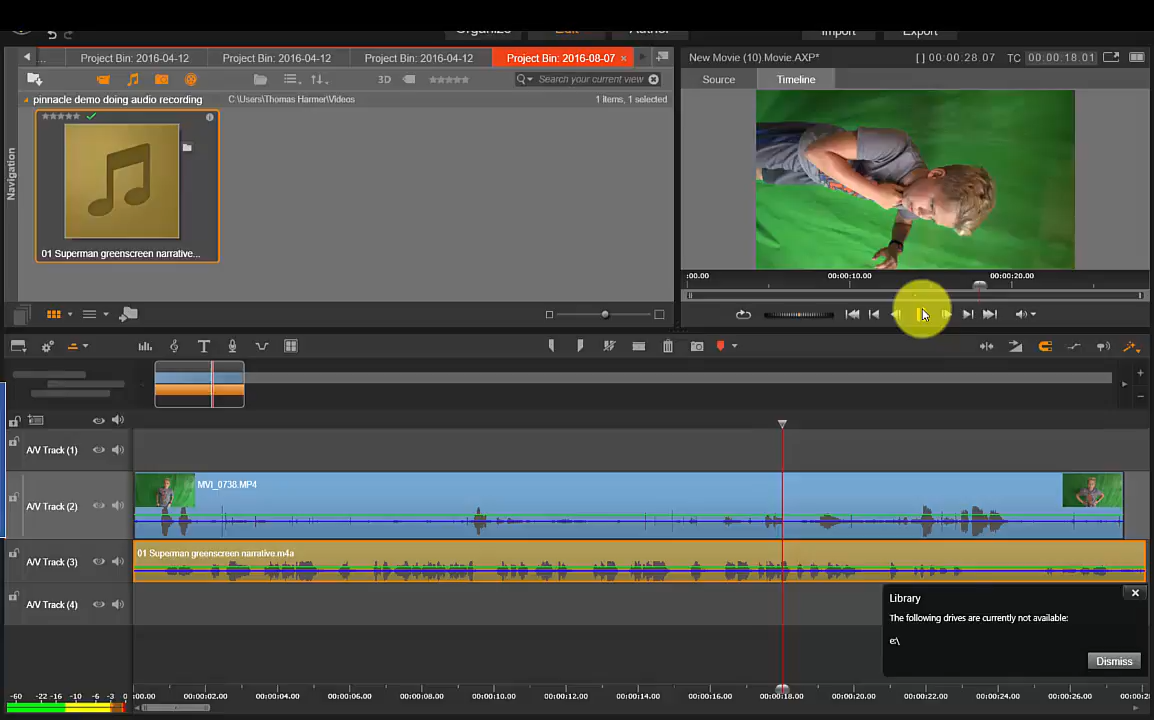 Organize Edit Author Import Export
... Project Bin: 2016-04-12 Project Bin: 2016-04-12 Project Bin: 2016-04-12 Project Bin: 2016-08-07 ×
New Movie (10) Movie.AXP* [ ] 00:00:28.07 TC 00:00:18.01
Source Timeline
3D Search your current view
pinnacle demo doing audio recording C:\Users\Thomas Harmer\Videos 1 Items, 1 selected
Navigation
01 Superman greenscreen narrative...
:00.00 00:00:10.00 00:00:20.00
A/V Track (1)
MVI_0738.MP4
A/V Track (2)
01 Superman greenscreen narrative.m4a
A/V Track (3)
A/V Track (4)
Library
The following drives are currently not available:
e:\
Dismiss
-60 -22 -16 -10 -6 -3 0
:00.00 00:00:02.00 00:00:04.00 00:00:06.00 00:00:08.00 00:00:10.00 00:00:12.00 00:00:14.00 00:00:16.00 00:00:18.00 00:00:20.00 00:00:22.00 00:00:24.00 00:00:26.00 00:00:2